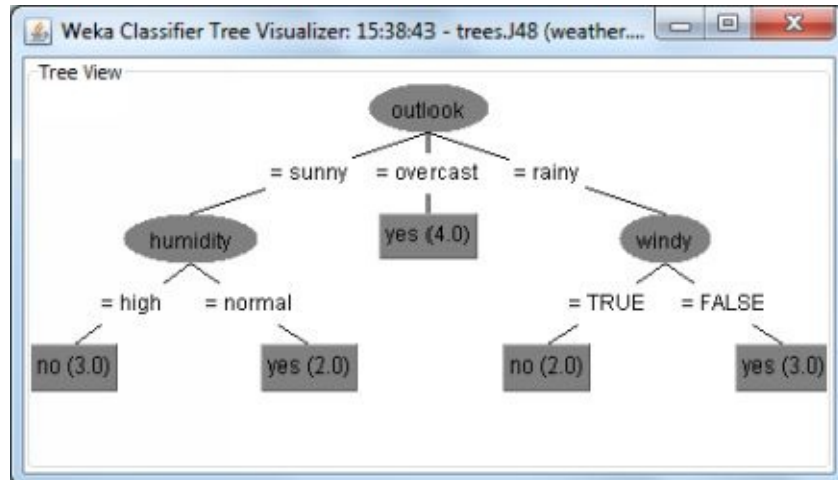 Weka Classifier Tree Visualizer: 15:38:43 - trees.J48 (weather....
Tree View
outlook
= sunny = overcast = rainy
humidity yes (4.0) windy
= high = normal = TRUE = FALSE
no (3.0) yes (2.0) no (2.0) yes (3.0)